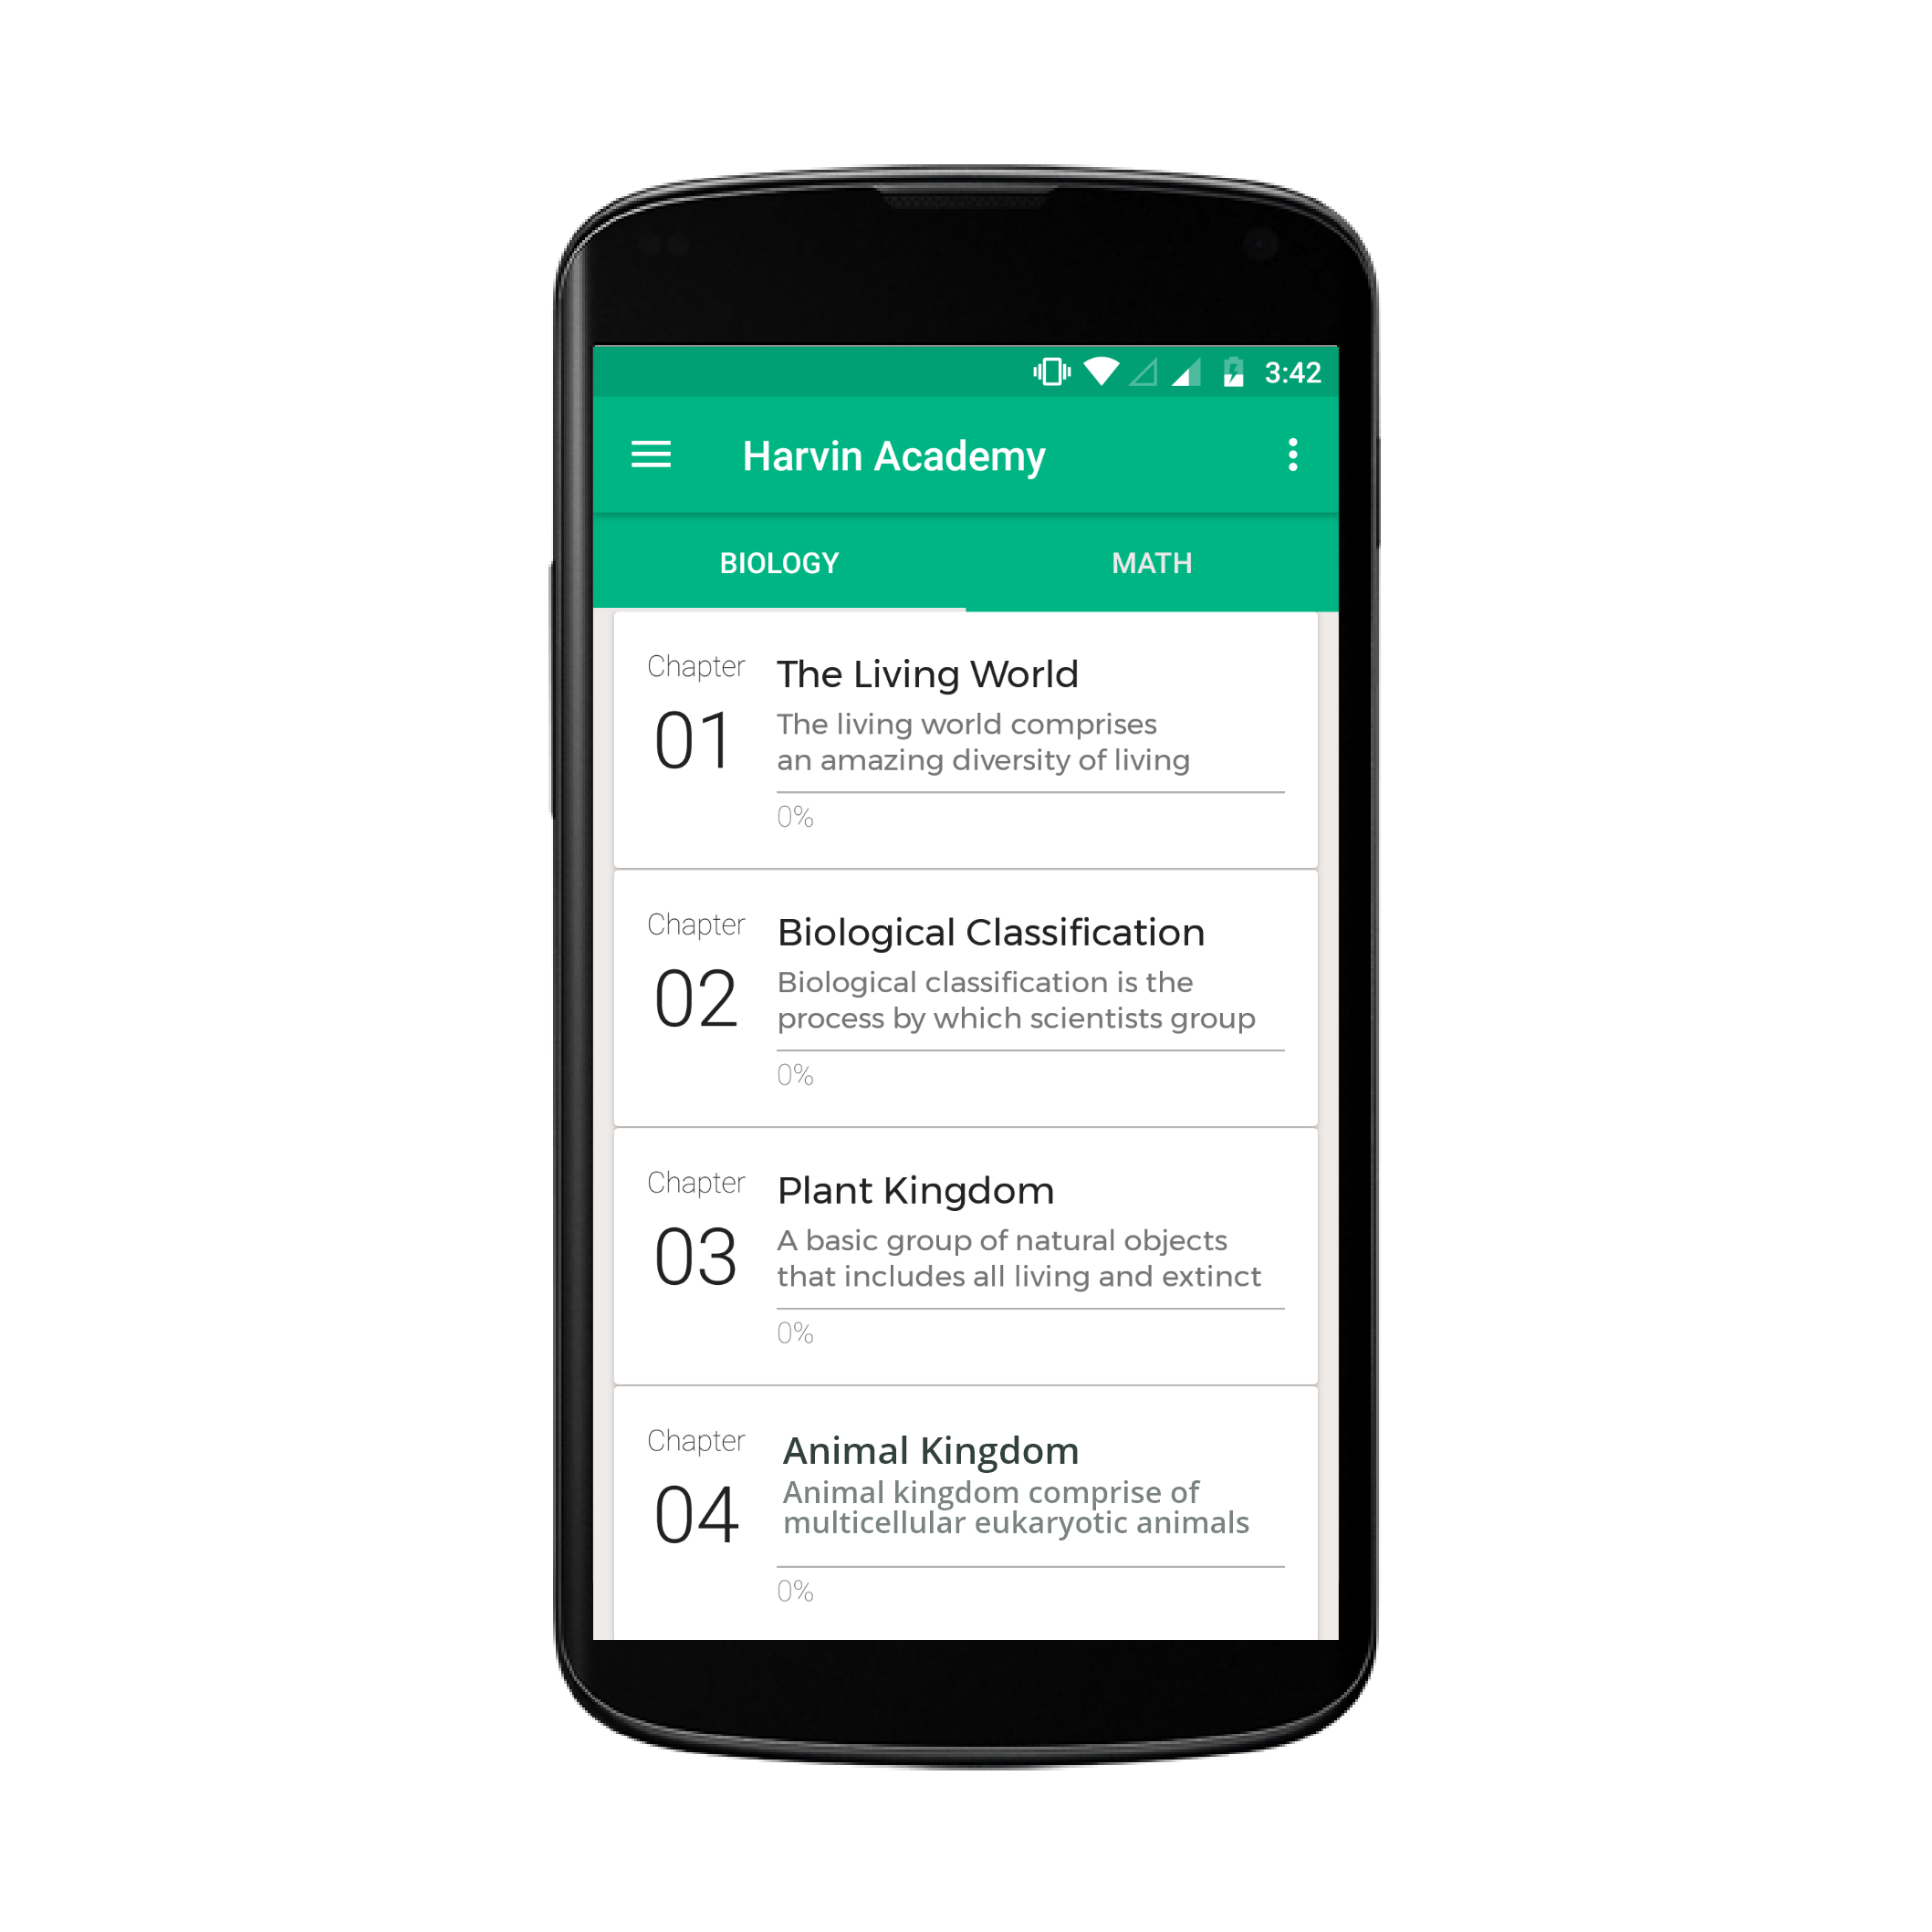 3:42
Harvin Academy
BIOLOGY MATH
Chapter
01
The Living World
The living world comprises
an amazing diversity of living
0%
Chapter
02
Biological Classification
Biological classification is the
process by which scientists group
0%
Chapter
03
Plant Kingdom
A basic group of natural objects
that includes all living and extinct
0%
Chapter
04
Animal Kingdom
Animal kingdom comprise of
multicellular eukaryotic animals
0%